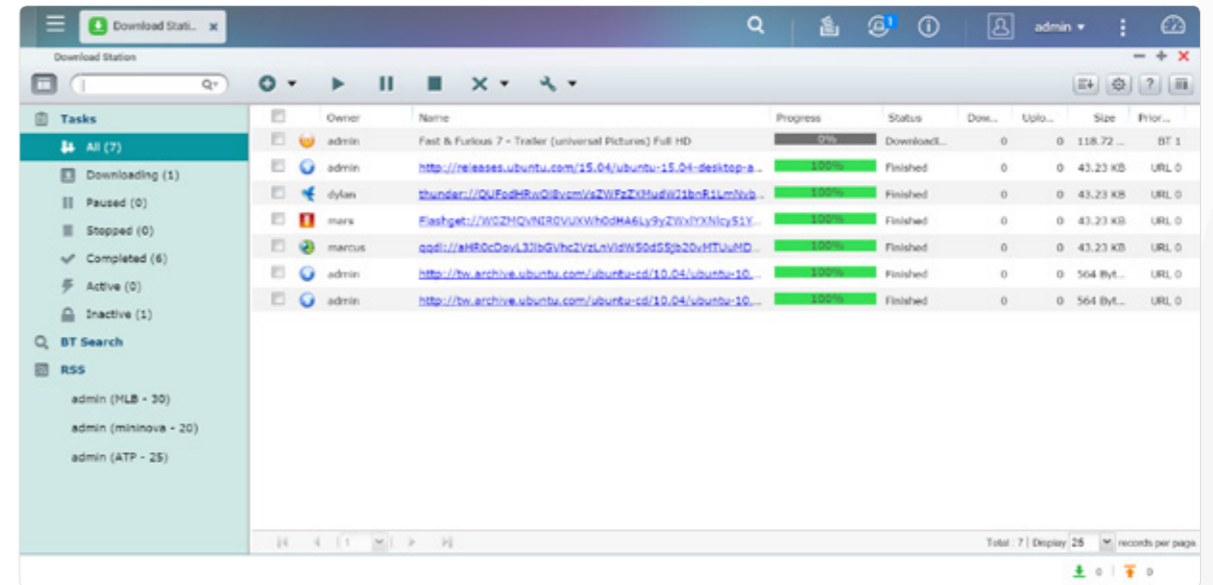 Download Stati... x
admin
1
Download Station
Tasks
All (7)
Downloading (1)
Paused (0)
Stopped (0)
Completed (6)
Active (0)
Inactive (1)
BT Search
RSS
admin (MLB - 30)
admin (mininova - 20)
admin (ATP - 25)
Owner Name Progress Status Dow... Uplo... Size Prior...
admin Fast & Furious 7 - Trailer (universal Pictures) Full HD 0% Downloadi... 0 0 118.72 ... BT 1
admin http://releases.ubuntu.com/15.04/ubuntu-15.04-desktop-a... 100% Finished 0 0 43.23 KB URL 0
dylan 100% Finished 0 0 43.23 KB URL 0
mars 100% Finished 0 0 43.23 KB URL 0
marcus 100% Finished 0 0 43.23 KB URL 0
admin http://tw.archive.ubuntu.com/ubuntu-cd/10.04/ubuntu-10.... 100% Finished 0 0 564 Byt... URL 0
admin http://tw.archive.ubuntu.com/ubuntu-cd/10.04/ubuntu-10.... 100% Finished 0 0 564 Byt... URL 0
1
Total : 7 | Display 25 records per page.
0 | 0